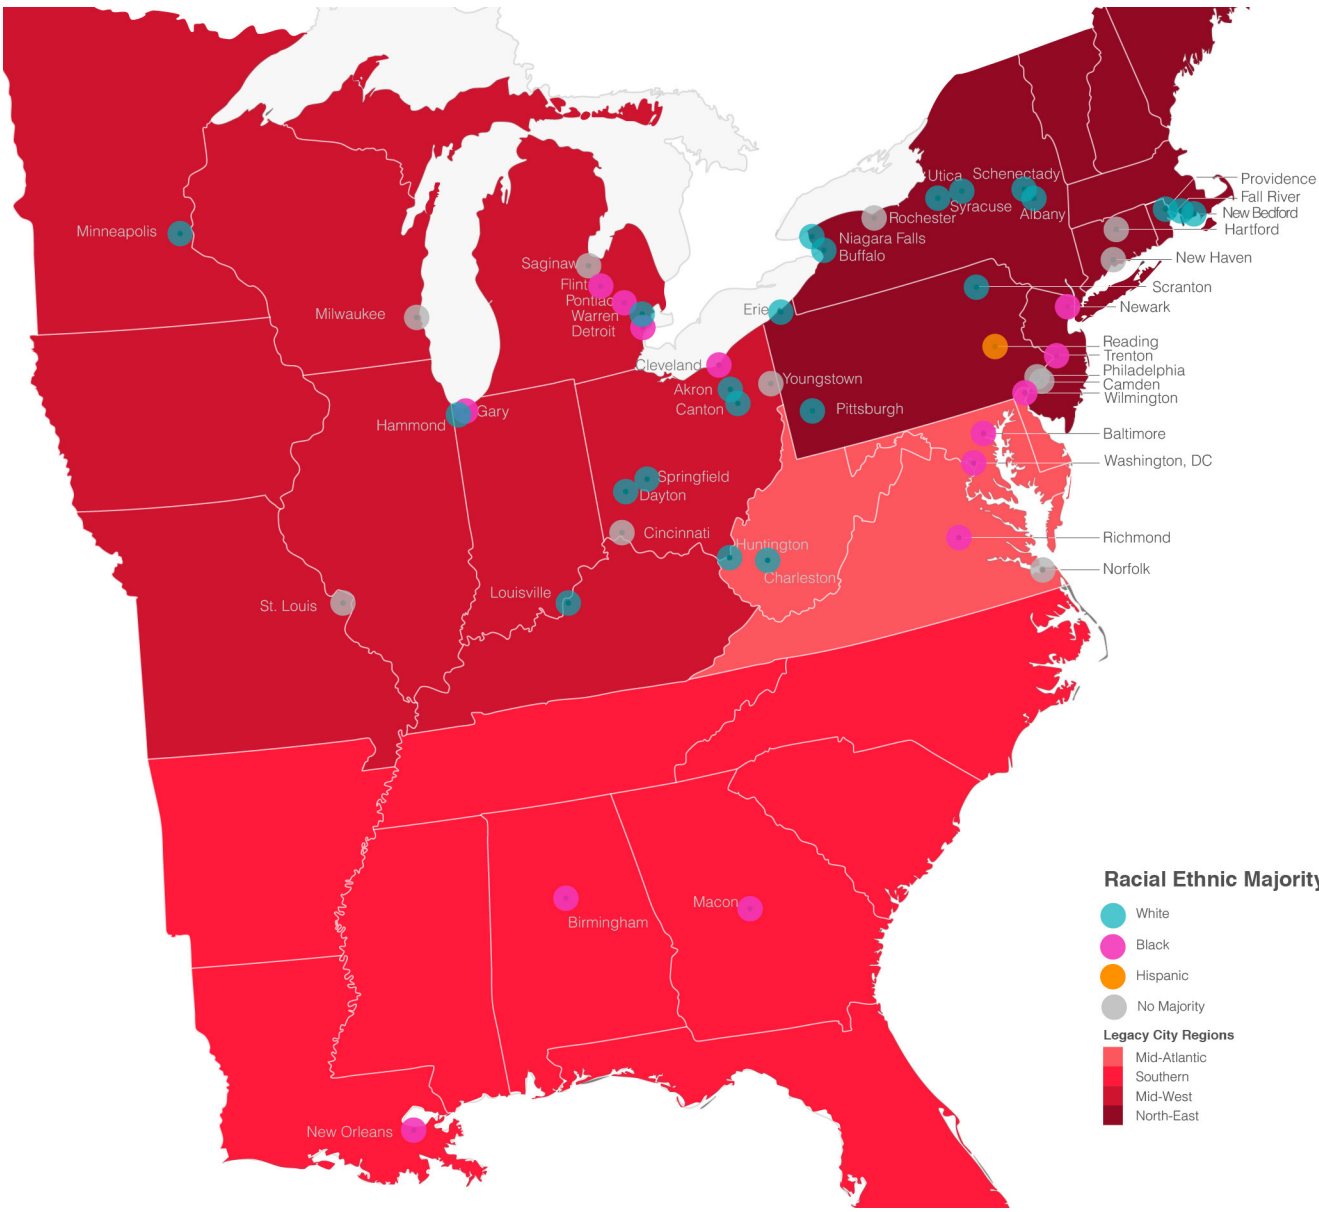 Utica
Schenectady
Providence
Fall River
New Bedford
Hartford
Syracuse
Albany
Rochester
Minneapolis
Niagara Falls
Buffalo
New Haven
Saginaw
Flint
Scranton
Pontiac
Newark
Milwaukee
Warren
Erie
Detroit
Reading
Trenton
Cleveland
Philadelphia
Youngstown
Camden
Akron
Wilmington
Canton
Pittsburgh
Gary
Hammond
Baltimore
Washington, DC
Springfield
Dayton
Cincinnati
Richmond
Huntington
Norfolk
Charleston
Louisville
St. Louis
Macon
Birmingham
New Orleans
Racial Ethnic Majority
White
Black
Hispanic
No Majority
Legacy City Regions
Mid-Atlantic
Southern
Mid-West
North-East